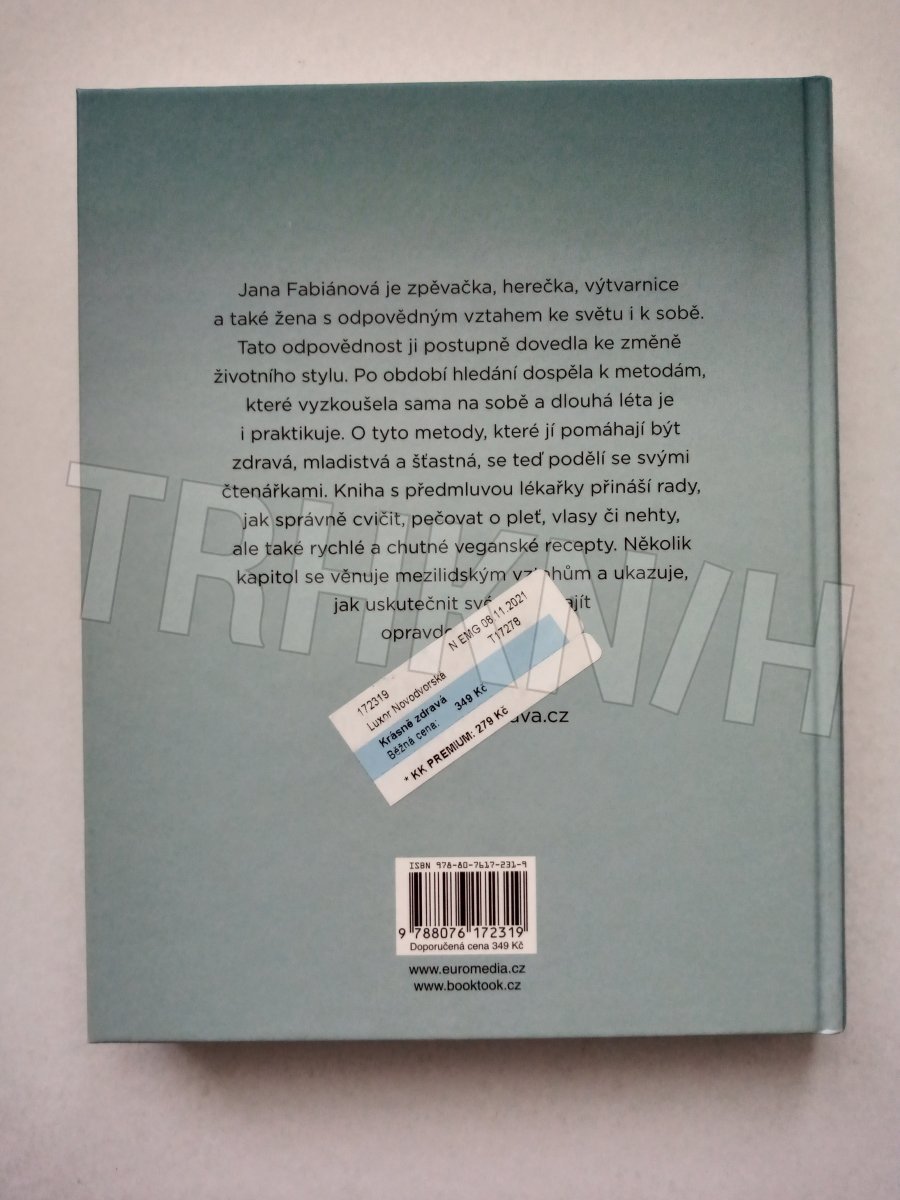 Jana Fabiánová je zpěvačka, herečka, výtvarnice
a také žena s odpovědným vztahem ke světu i k sobě.
Tato odpovědnost ji postupně dovedla ke změně
životního stylu. Po období hledání dospěla k metodám,
které vyzkoušela sama na sobě a dlouhá léta je
i praktikuje. O tyto metody, které jí pomáhají být
zdravá, mladistvá a šťastná, se teď podělí se svými
čtenářkami. Kniha s předmluvou lékařky přináší rady,
jak správně cvičit, pečovat o pleť, vlasy či nehty,
ale také rychlé a chutné veganské recepty. Několik
kapitol se věnuje mezilidským vztahům a ukazuje,
jak uskutečnit
TRHKNIH
172319
N EMG 08.11.2021
Luxor Novodvorská
T17278
Krásně zdravá
Běžná cena: 349 Kč
* KK PREMIUM: 279 Kč
ava.cz
ISBN 978-80-7617-231-9
9 788076 172319
Doporučená cena 349 Kč
www.euromedia.cz
www.booktook.cz